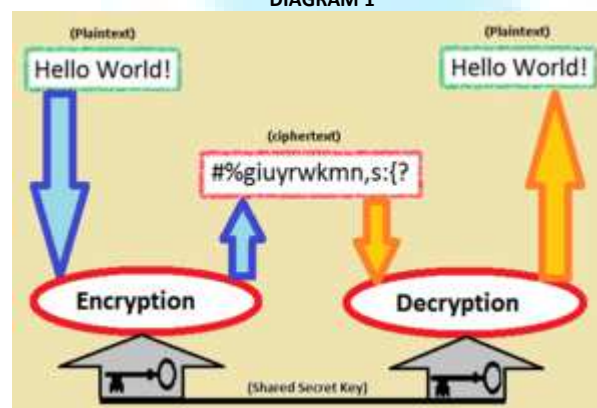 DIAGRAM 1
(Plaintext)
(Plaintext)
Hello World!
Hello World!
(ciphertext)
#%giuyrwkmn,s:{?
Encryption
Decryption
(Shared Secret Key)